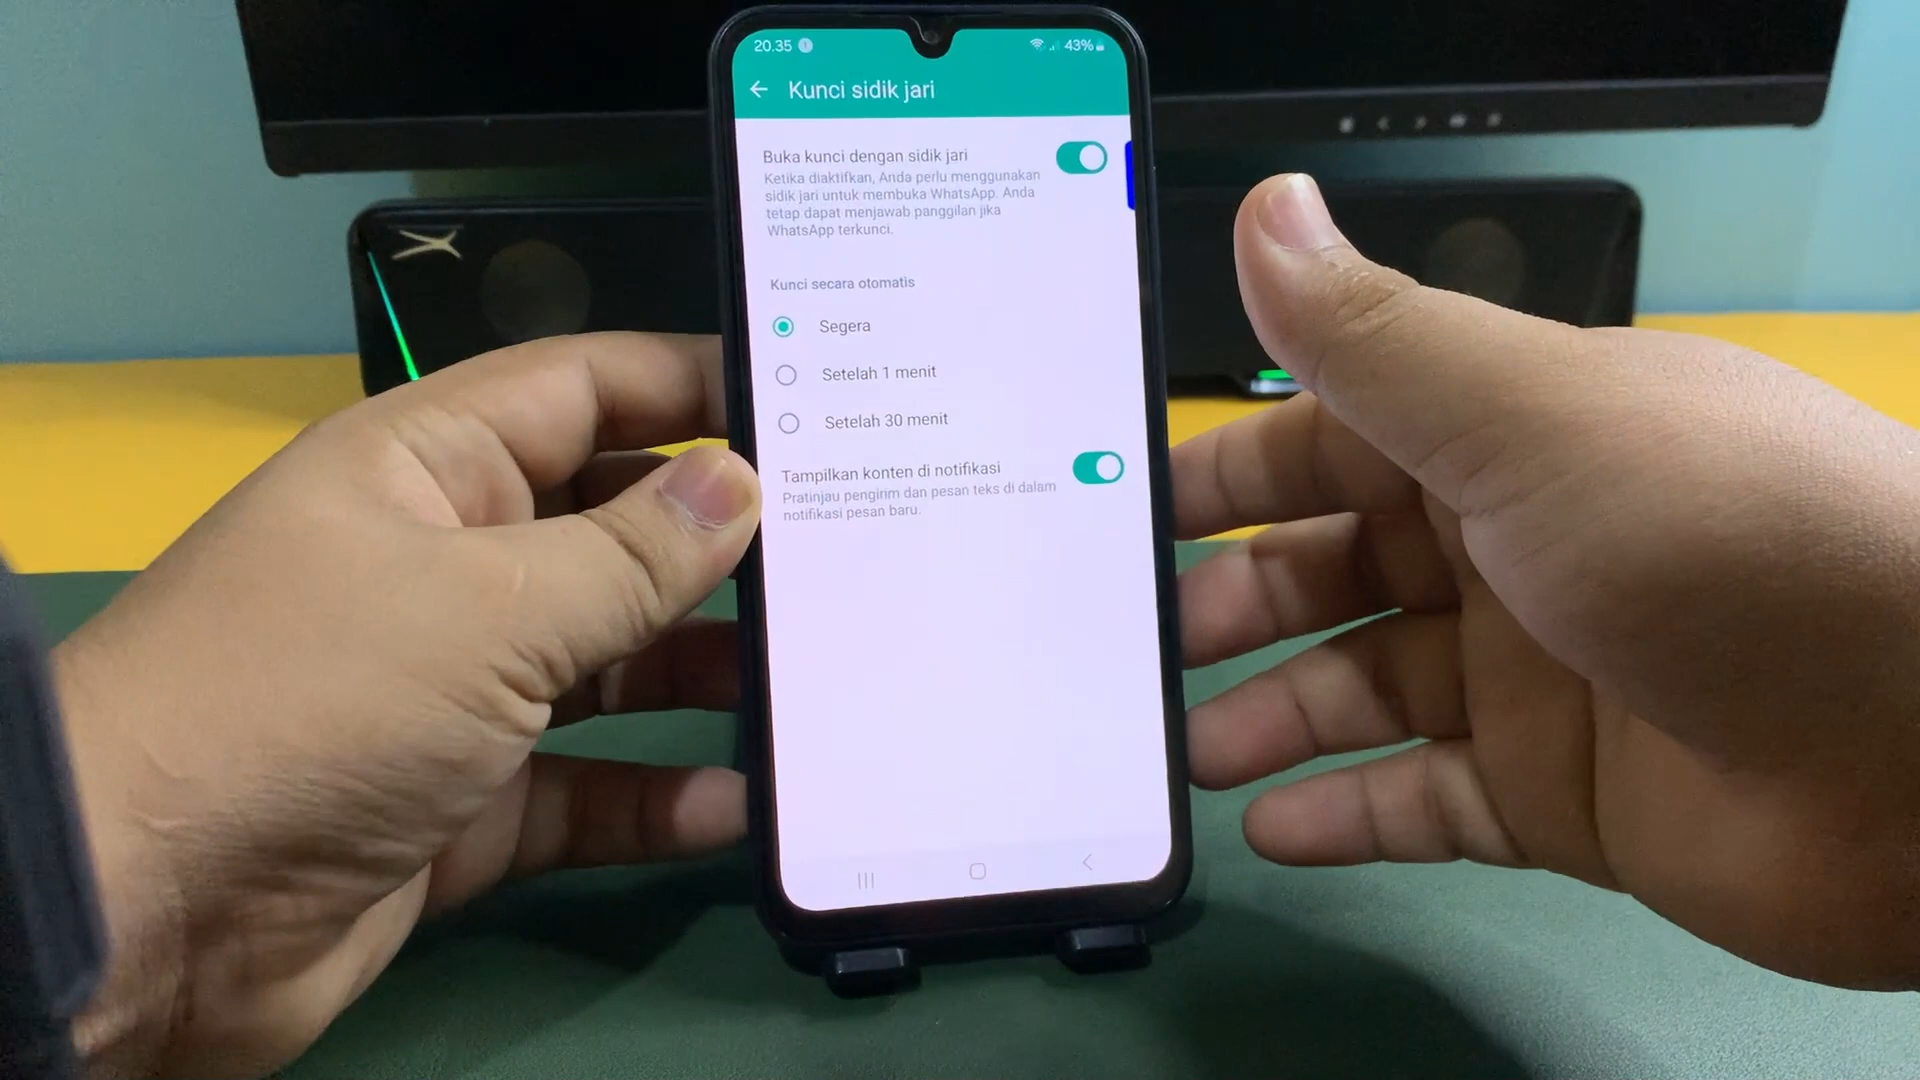 20.35
43%
Kunci sidik jari
Buka kunci dengan sidik jari
Ketika diaktifkan, Anda perlu menggunakan
sidik jari untuk membuka WhatsApp. Anda
tetap dapat menjawab panggilan jika
WhatsApp terkunci.
Kunci secara otomatis
Segera
Setelah 1 menit
Setelah 30 menit
Tampilkan konten di notifikasi
Pratinjau pengirim dan pesan teks di dalam
notifikasi pesan baru.